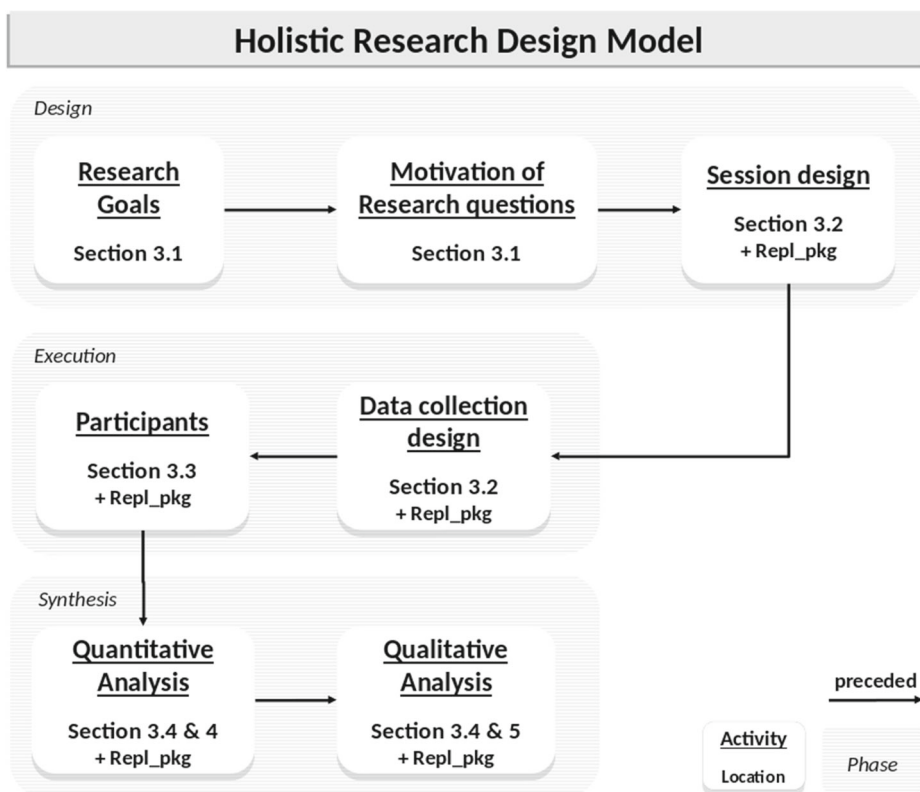 Holistic Research Design Model
Design
Research
Goals
Section 3.1
Motivation of
Research questions
Section 3.1
Session design
Section 3.2
+ Repl_pkg
Execution
Participants
Section 3.3
+ Repl_pkg
Data collection
design
Section 3.2
+ Repl_pkg
Synthesis
Quantitative
Analysis
Section 3.4 & 4
+ Repl_pkg
Qualitative
Analysis
Section 3.4 & 5
+ Repl_pkg
preceded
Activity
Location
Phase